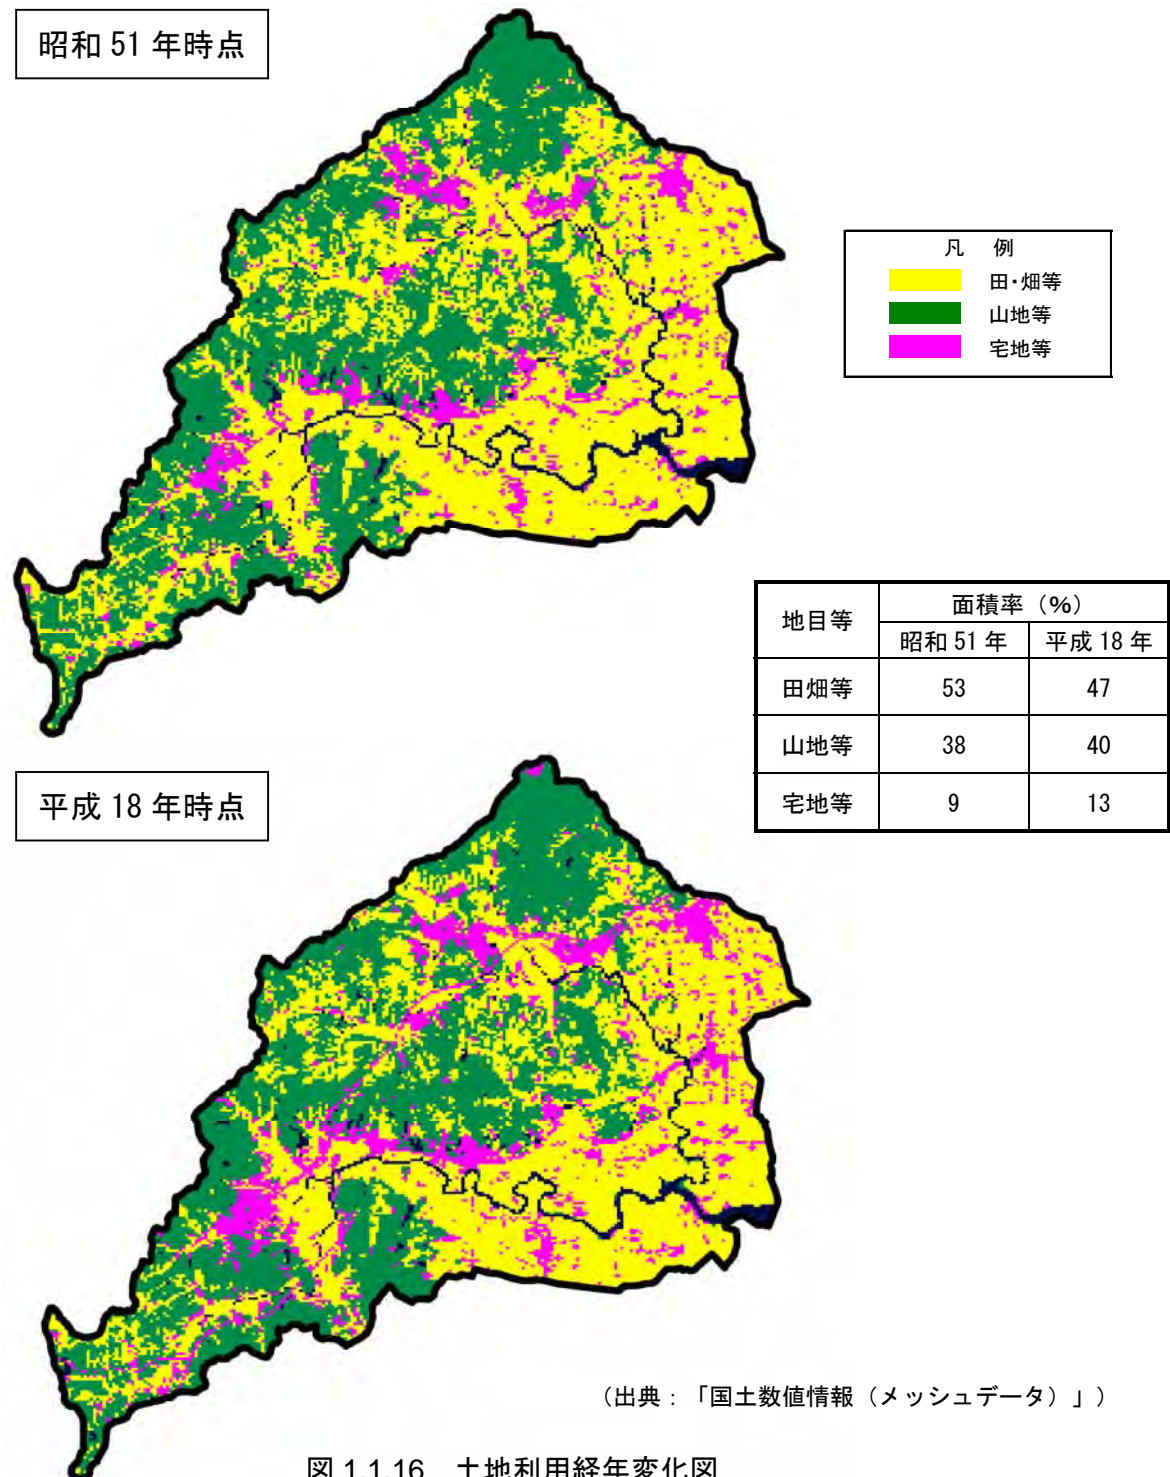 昭和 51 年時点
凡 例
田・畑等
山地等
宅地等
地目等 面積率（%）
昭和 51 年 平成 18 年
田畑等 53 47
山地等 38 40
宅地等 9 13
平成 18 年時点
（出典：「国土数値情報（メッシュデータ）」）
図 1.1.16 土地利用経年変化図